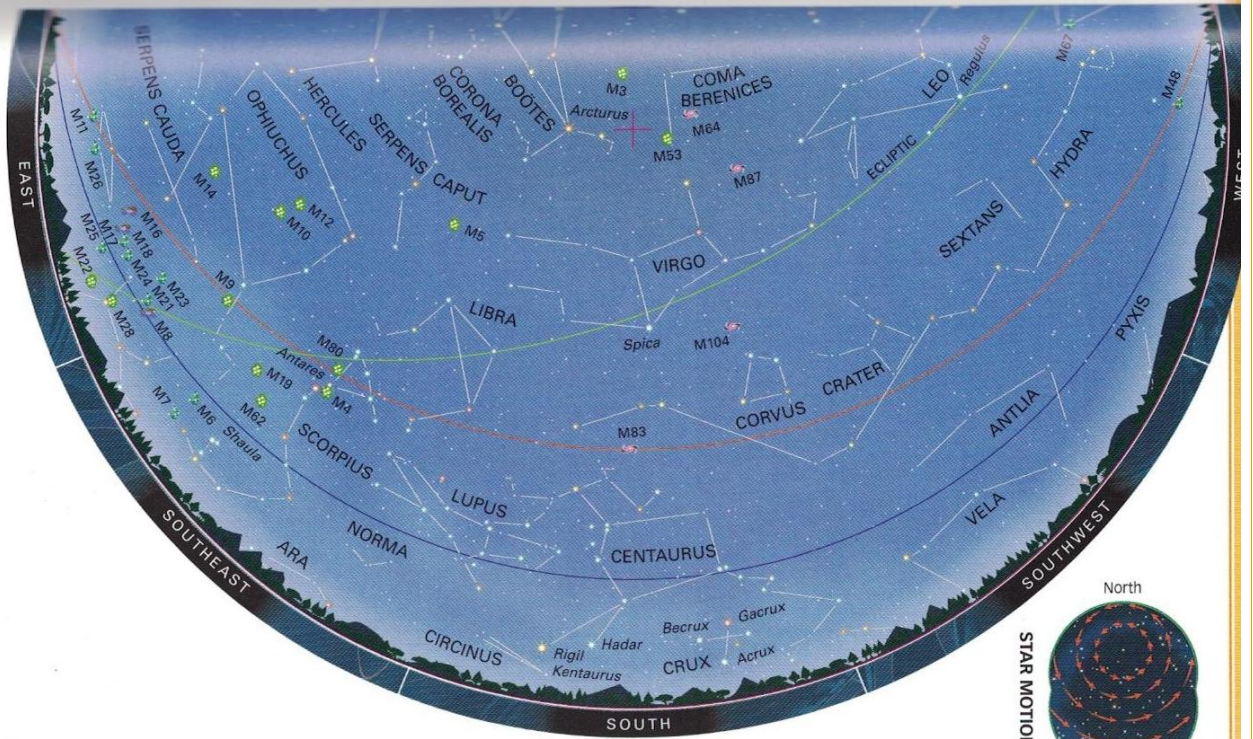 SERPENS CAUDA
OPHIUCHUS
HERCULES
SERPENS
CAPUT
CORONA
BOREALIS
BOÖTES
Arcturus
M3
COMA
BERENICES
M64
M53
M87
LEO
Regulus
ECLIPTIC
M67
M48
HYDRA
SEXTANS
M11
M26
M14
M12
M10
M5
M16
M18
M17
M25
M24
M23
M21
M22
M28
M8
M9
VIRGO
LIBRA
Spica
M104
PYXIS
CRATER
CORVUS
ANTLIA
M80
Antares
M19
M4
M62
M7
M6
Shaula
SCORPIUS
M83
LUPUS
NORMA
ARA
CENTAURUS
VELA
CIRCINUS
Rigil
Kentaurus
Hadar
Becrux
Gacrux
CRUX
Acrux
EAST
SOUTHEAST
SOUTH
SOUTHWEST
WEST
North
STAR MOTION